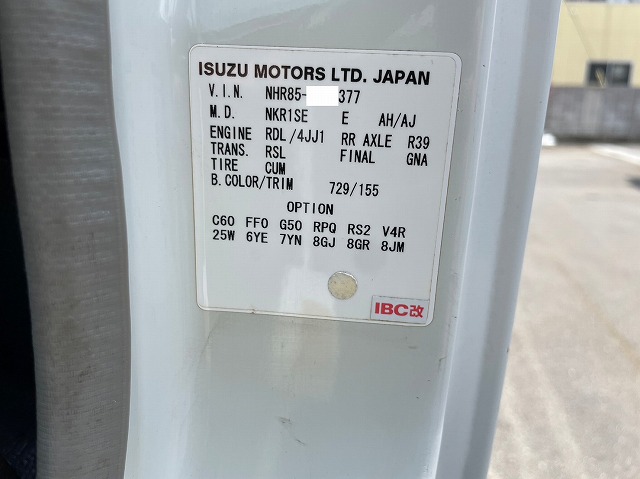 ISUZU MOTORS LTD. JAPAN
V.I.N. NHR85- 377
M.D. NKR1SE E AH/AJ
ENGINE RDL/4JJ1 RR AXLE R39
TRANS. RSL FINAL GNA
TIRE CUM
B.COLOR/TRIM 729/155
OPTION
C60 FF0 G50 RPQ RS2 V4R
25W 6YE 7YN 8GJ 8GR 8JM
IBC改